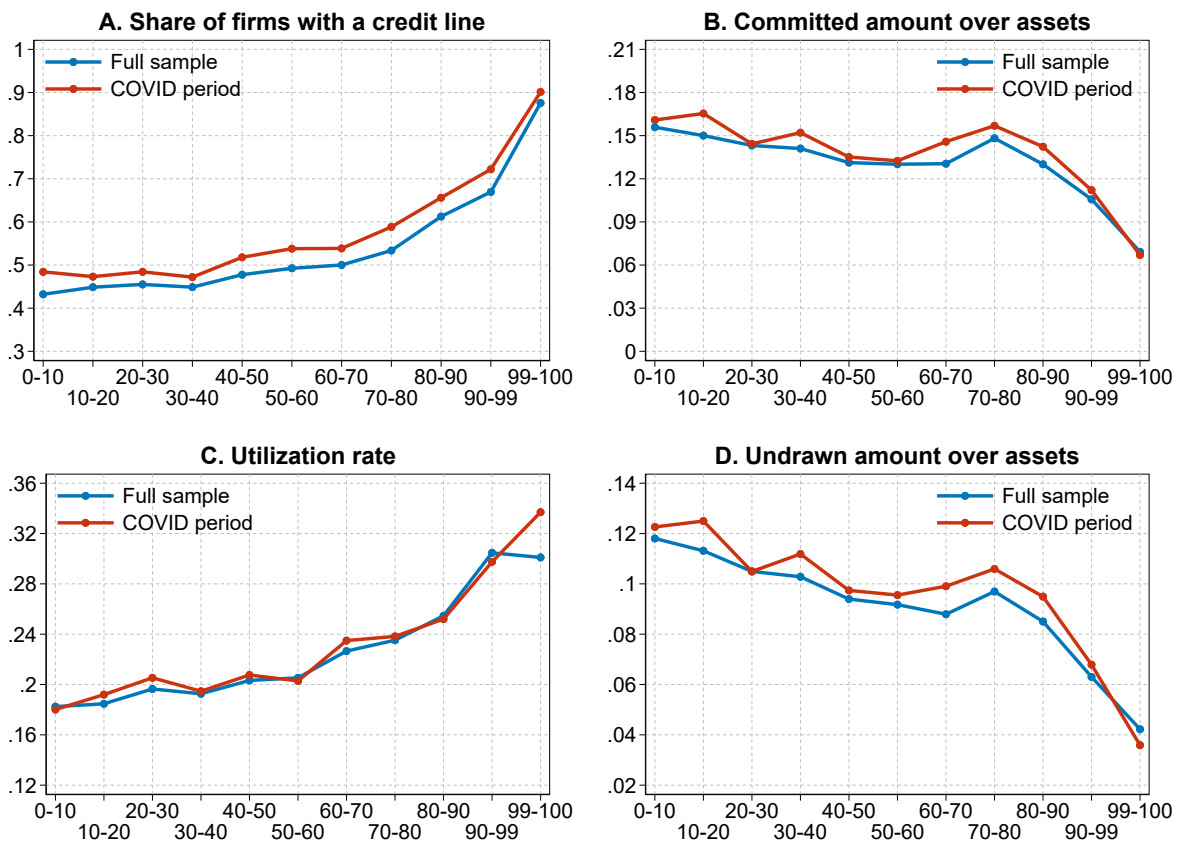 A. Share of firms with a credit line
1
.9
.8
.7
.6
.5
.4
.3
Full sample
COVID period
0-10 20-30 40-50 60-70 80-90 99-100
10-20 30-40 50-60 70-80 90-99
B. Committed amount over assets
.21
.18
.15
.12
.09
.06
.03
0
Full sample
COVID period
0-10 20-30 40-50 60-70 80-90 99-100
10-20 30-40 50-60 70-80 90-99
C. Utilization rate
.36
.32
.28
.24
.2
.16
.12
Full sample
COVID period
0-10 20-30 40-50 60-70 80-90 99-100
10-20 30-40 50-60 70-80 90-99
D. Undrawn amount over assets
.14
.12
.1
.08
.06
.04
.02
Full sample
COVID period
0-10 20-30 40-50 60-70 80-90 99-100
10-20 30-40 50-60 70-80 90-99